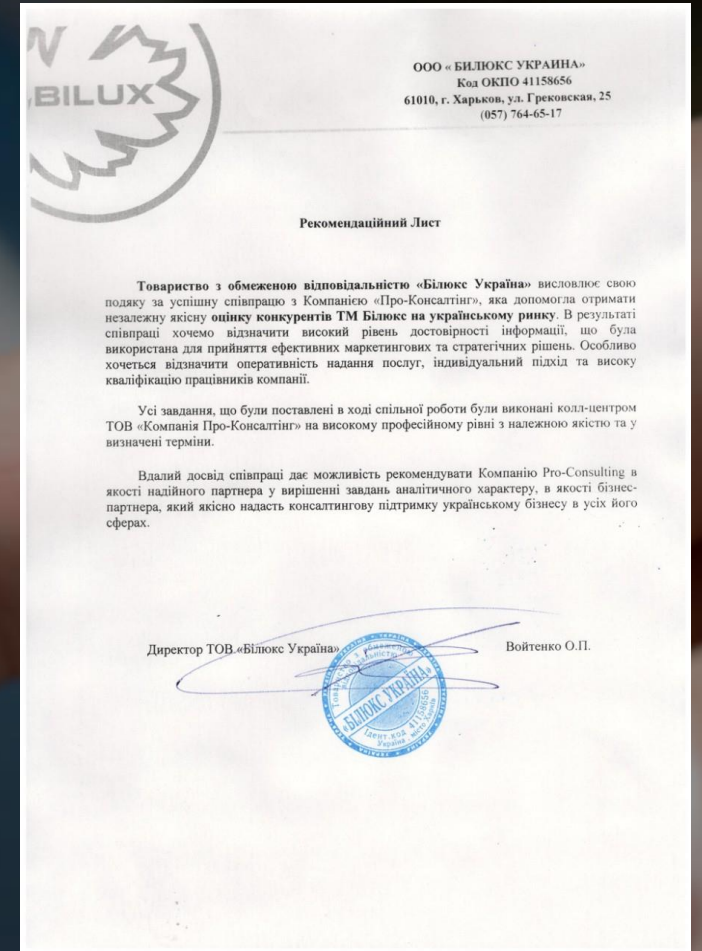 BILUX
ООО « БИЛЮКС УКРАИНА»
Код ОКПО 41158656
61010, г. Харьков, ул. Грековская, 25
(057) 764-65-17
Рекомендаційний Лист
Товариство з обмеженою відповідальністю «Білюкс Україна» висловлює свою
подяку за успішну співпрацю з Компанією «Про-Консалтінг», яка допомогла отримати
незалежну якісну оцінку конкурентів ТМ Білюкс на українському ринку. В результаті
співпраці хочемо відзначити високий рівень достовірності інформації, що була
використана для прийняття ефективних маркетингових та стратегічних рішень. Особливо
хочеться відзначити оперативність надання послуг, індивідуальний підхід та високу
кваліфікацію працівників компанії.
Усі завдання, що були поставлені в ході спільної роботи були виконані колл-центром
ТОВ «Компанія Про-Консалтінг» на високому професійному рівні з належною якістю та у
визначені терміни.
Вдалий досвід співпраці дає можливість рекомендувати Компанію Pro-Consulting в
якості надійного партнера у вирішенні завдань аналітичного характеру, в якості бізнес-
партнера, який якісно надасть консалтингову підтримку українському бізнесу в усіх його
сферах.
Директор ТОВ «Білюкс Україна»
Войтенко О.П.
Товариство з обмеженою
відповідальністю
«БІЛЮКС УКРАЇНА»
Ідент.код 41158656
Україна, місто Харків